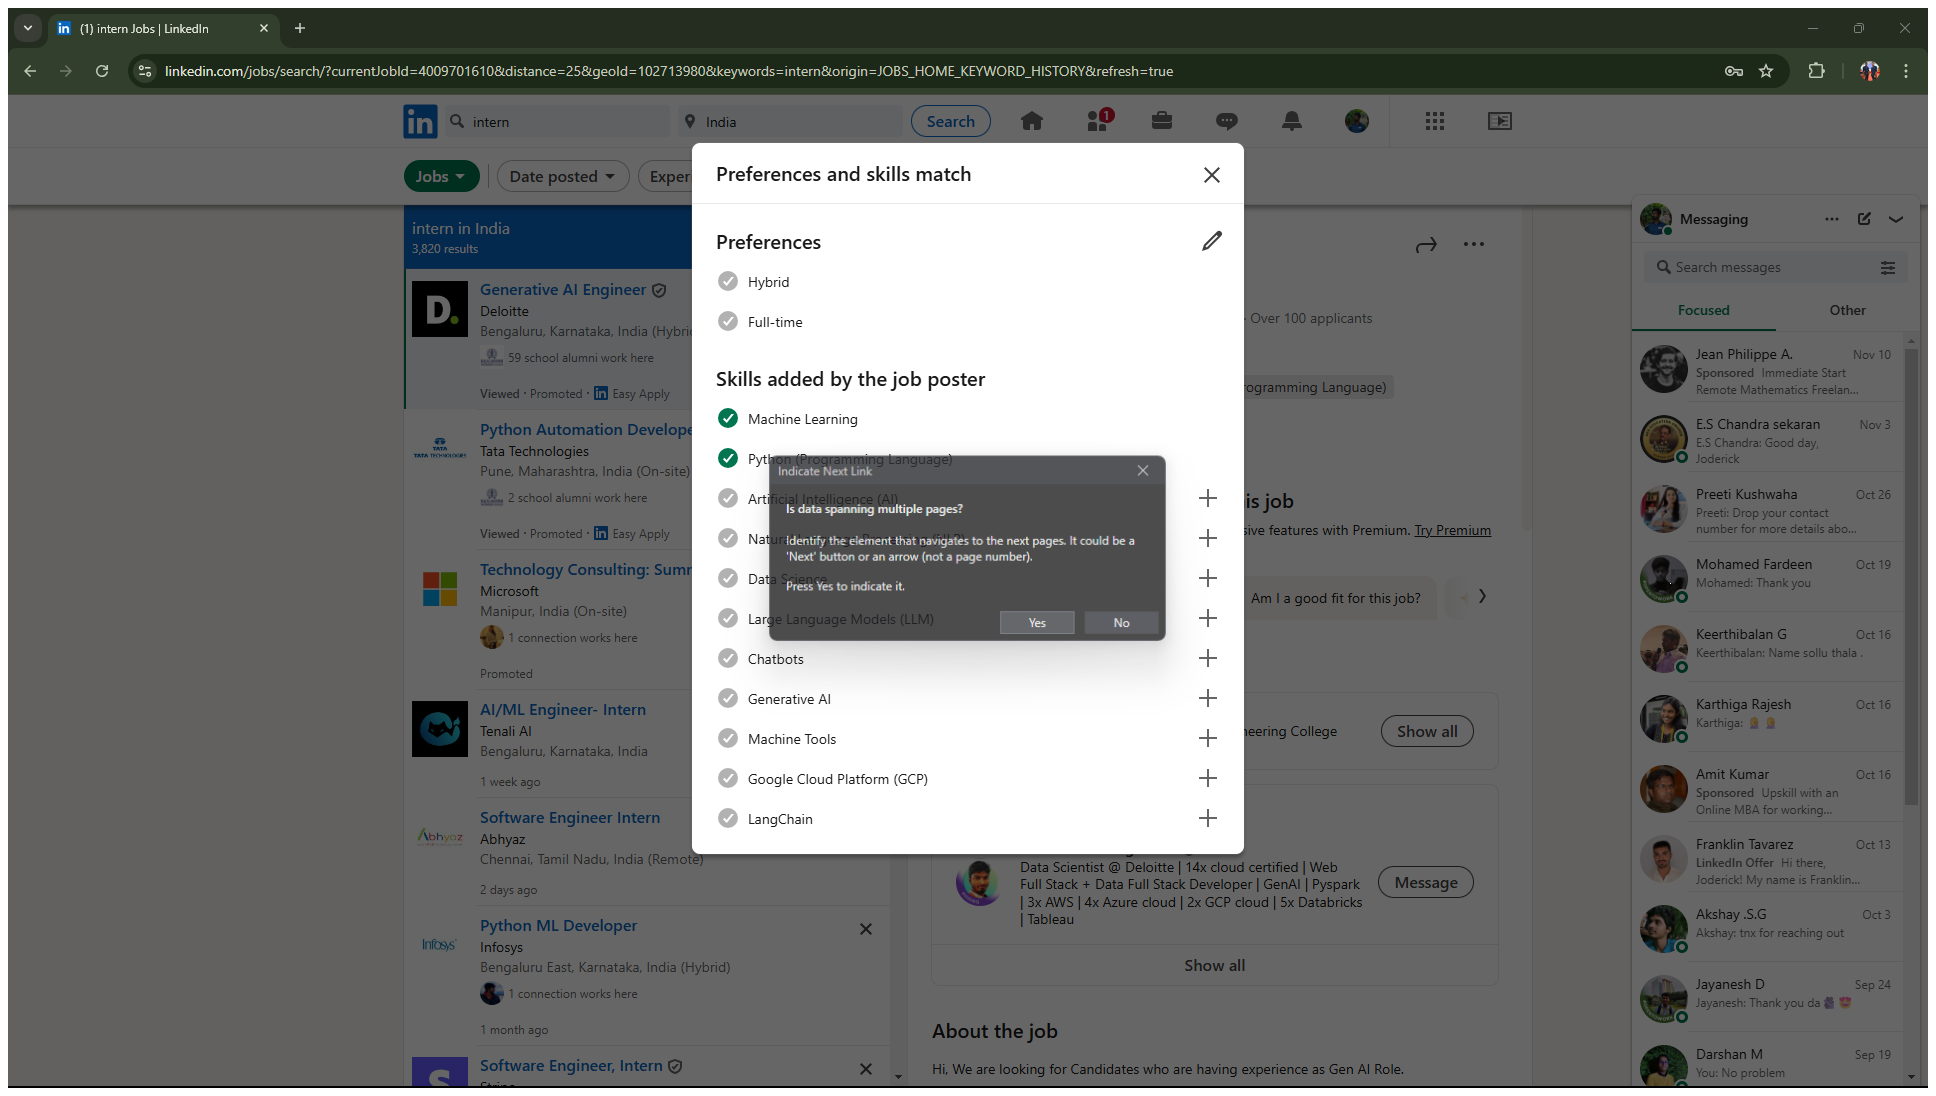 (1) intern Jobs | LinkedIn
linkedin.com/jobs/search/?currentJobId=4009701610&distance=25&geoId=102713980&keywords=intern&origin=JOBS_HOME_KEYWORD_HISTORY&refresh=true
in
intern
India
Search
1
Jobs
Date posted
Exper
intern in India
3,820 results
D.
Generative AI Engineer
Deloitte
Bengaluru, Karnataka, India (Hybri
59 school alumni work here
Viewed · Promoted · in Easy Apply
TATA
TATA TECHNOLOGIES
Python Automation Develope
Tata Technologies
Pune, Maharashtra, India (On-site)
2 school alumni work here
Viewed · Promoted · in Easy Apply
Technology Consulting: Sum
Microsoft
Manipur, India (On-site)
1 connection works here
Promoted
AI/ML Engineer- Intern
Tenali AI
Bengaluru, Karnataka, India
1 week ago
Abhyaz
Software Engineer Intern
Abhyaz
Chennai, Tamil Nadu, India (Remote)
2 days ago
Infosys
Python ML Developer
Infosys
Bengaluru East, Karnataka, India (Hybrid)
1 connection works here
1 month ago
S
Software Engineer, Intern
Stripe
Preferences and skills match
Preferences
Hybrid
Full-time
Skills added by the job poster
Machine Learning
Python (Programming Language)
Artificial Intelligence (AI)
Data Science
Large Language Models (LLM)
Chatbots
Generative AI
Machine Tools
Google Cloud Platform (GCP)
LangChain
Indicate Next Link
Is data spanning multiple pages?
Identify the element that navigates to the next pages. It could be a
'Next' button or an arrow (not a page number).
Press Yes to indicate it.
Yes
No
Over 100 applicants
ogramming Language)
is job
sive features with Premium. Try Premium
Am I a good fit for this job?
neering College
Show all
Data Scientist @ Deloitte | 14x cloud certified | Web
Full Stack + Data Full Stack Developer | GenAI | Pyspark
| 3x AWS | 4x Azure cloud | 2x GCP cloud | 5x Databricks
| Tableau
Message
Show all
About the job
Hi, We are looking for Candidates who are having experience as Gen AI Role.
Messaging
Search messages
Focused
Other
Jean Philippe A.
Nov 10
Sponsored Immediate Start
Remote Mathematics Freelan...
E.S Chandra sekaran
Nov 3
E.S Chandra: Good day,
Joderick
Preeti Kushwaha
Oct 26
Preeti: Drop your contact
number for more details abo...
Mohamed Fardeen
Oct 19
Mohamed: Thank you
Keerthibalan G
Oct 16
Keerthibalan: Name sollu thala .
Karthiga Rajesh
Oct 16
Karthiga:
Amit Kumar
Oct 16
Sponsored Upskill with an
Online MBA for working...
Franklin Tavarez
Oct 13
LinkedIn Offer Hi there,
Joderick! My name is Franklin...
Akshay .S.G
Oct 3
Akshay: tnx for reaching out
Jayanesh D
Sep 24
Jayanesh: Thank you da
Darshan M
Sep 19
You: No problem